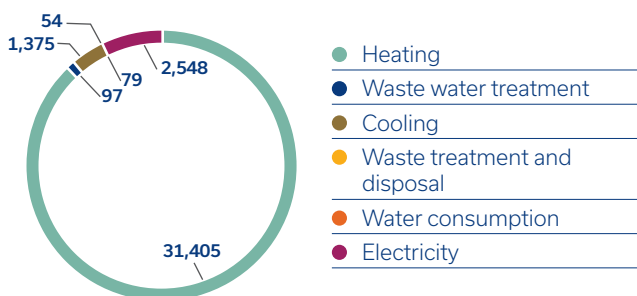 54
1,375
79
2,548
97
31,405
Heating
Waste water treatment
Cooling
Waste treatment and
disposal
Water consumption
Electricity